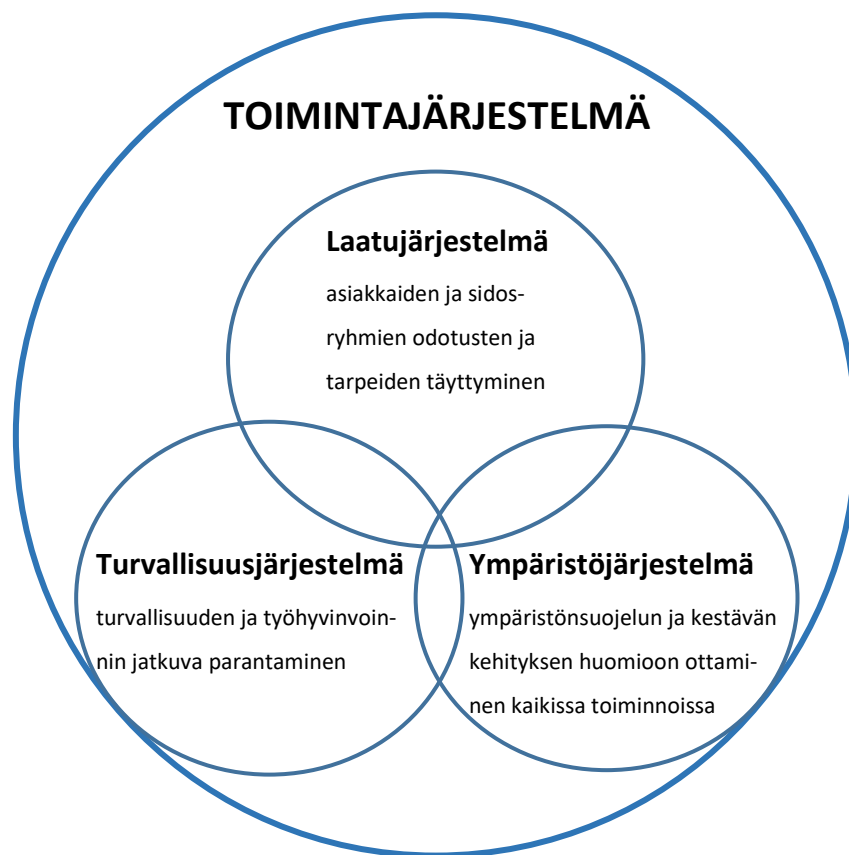 TOIMINTAJÄRJESTELMÄ
Laatujärjestelmä
asiakkaiden ja sidos-
ryhmien odotusten ja
tarpeiden täyttyminen
Turvallisuusjärjestelmä
turvallisuuden ja työhyvinvoin-
nin jatkuva parantaminen
Ympäristöjärjestelmä
ympäristönsuojelun ja kestävän
kehityksen huomioon ottami-
nen kaikissa toiminnoissa